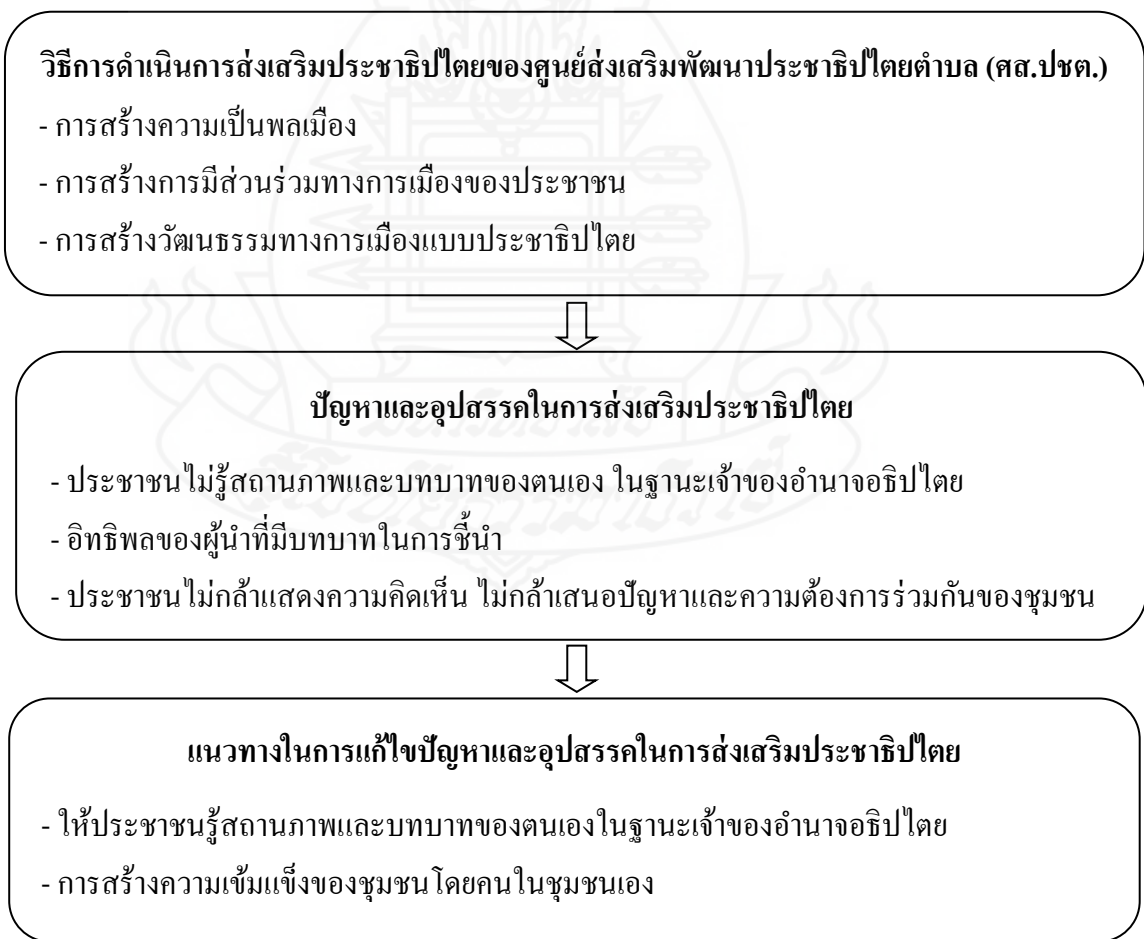 วิธีการดำเนินการส่งเสริมประชาธิปไตยของศูนย์ส่งเสริมพัฒนาประชาธิปไตยตำบล (ศส.ปชต.)
- การสร้างความเป็นพลเมือง
- การสร้างการมีส่วนร่วมทางการเมืองของประชาชน
- การสร้างวัฒนธรรมทางการเมืองแบบประชาธิปไตย
ปัญหาและอุปสรรคในการส่งเสริมประชาธิปไตย
- ประชาชนไม่รู้สถานภาพและบทบาทของตนเอง ในฐานะเจ้าของอำนาจอธิปไตย
- อิทธิพลของผู้นำที่มีบทบาทในการชี้นำ
- ประชาชนไม่กล้าแสดงความคิดเห็น ไม่กล้าเสนอปัญหาและความต้องการร่วมกันของชุมชน
แนวทางในการแก้ไขปัญหาและอุปสรรคในการส่งเสริมประชาธิปไตย
- ให้ประชาชนรู้สถานภาพและบทบาทของตนเองในฐานะเจ้าของอำนาจอธิปไตย
- การสร้างความเข้มแข็งของชุมชนโดยคนในชุมชนเอง